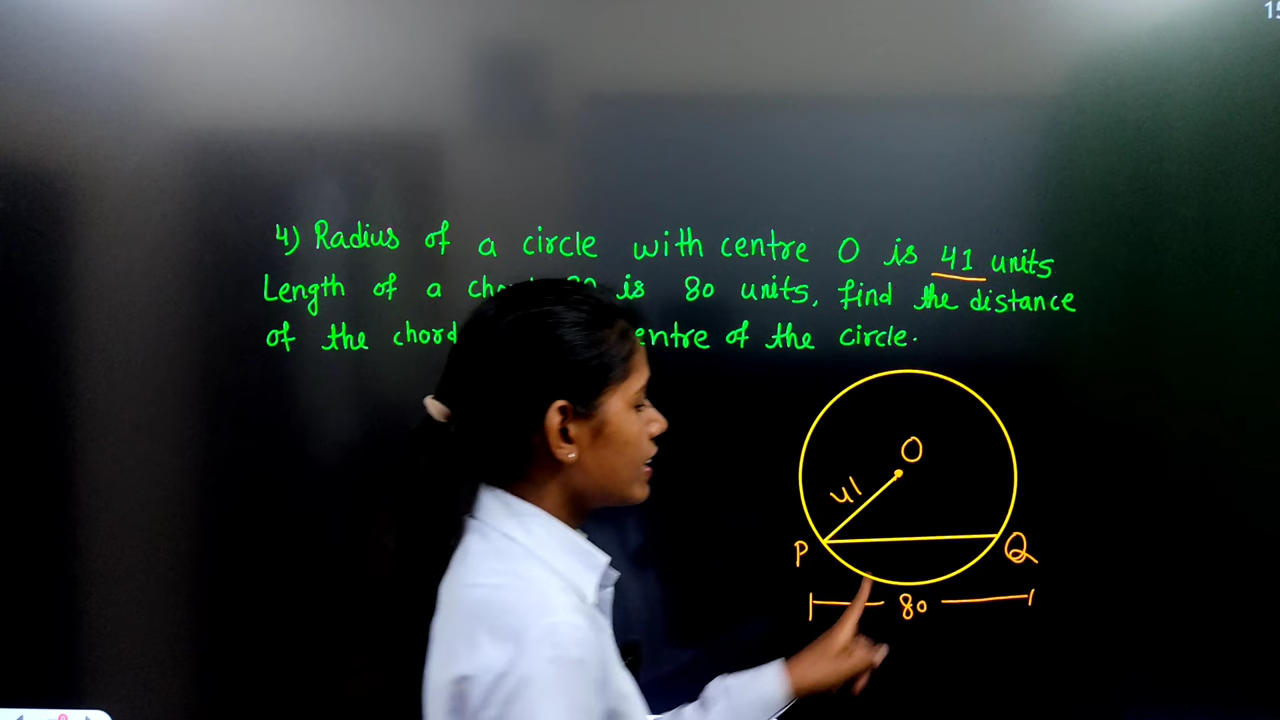 15
4) Radius of a circle with centre O is 41 units
Length of a is 80 units, find the distance
of the chord of the circle.
O
41
P
Q
80